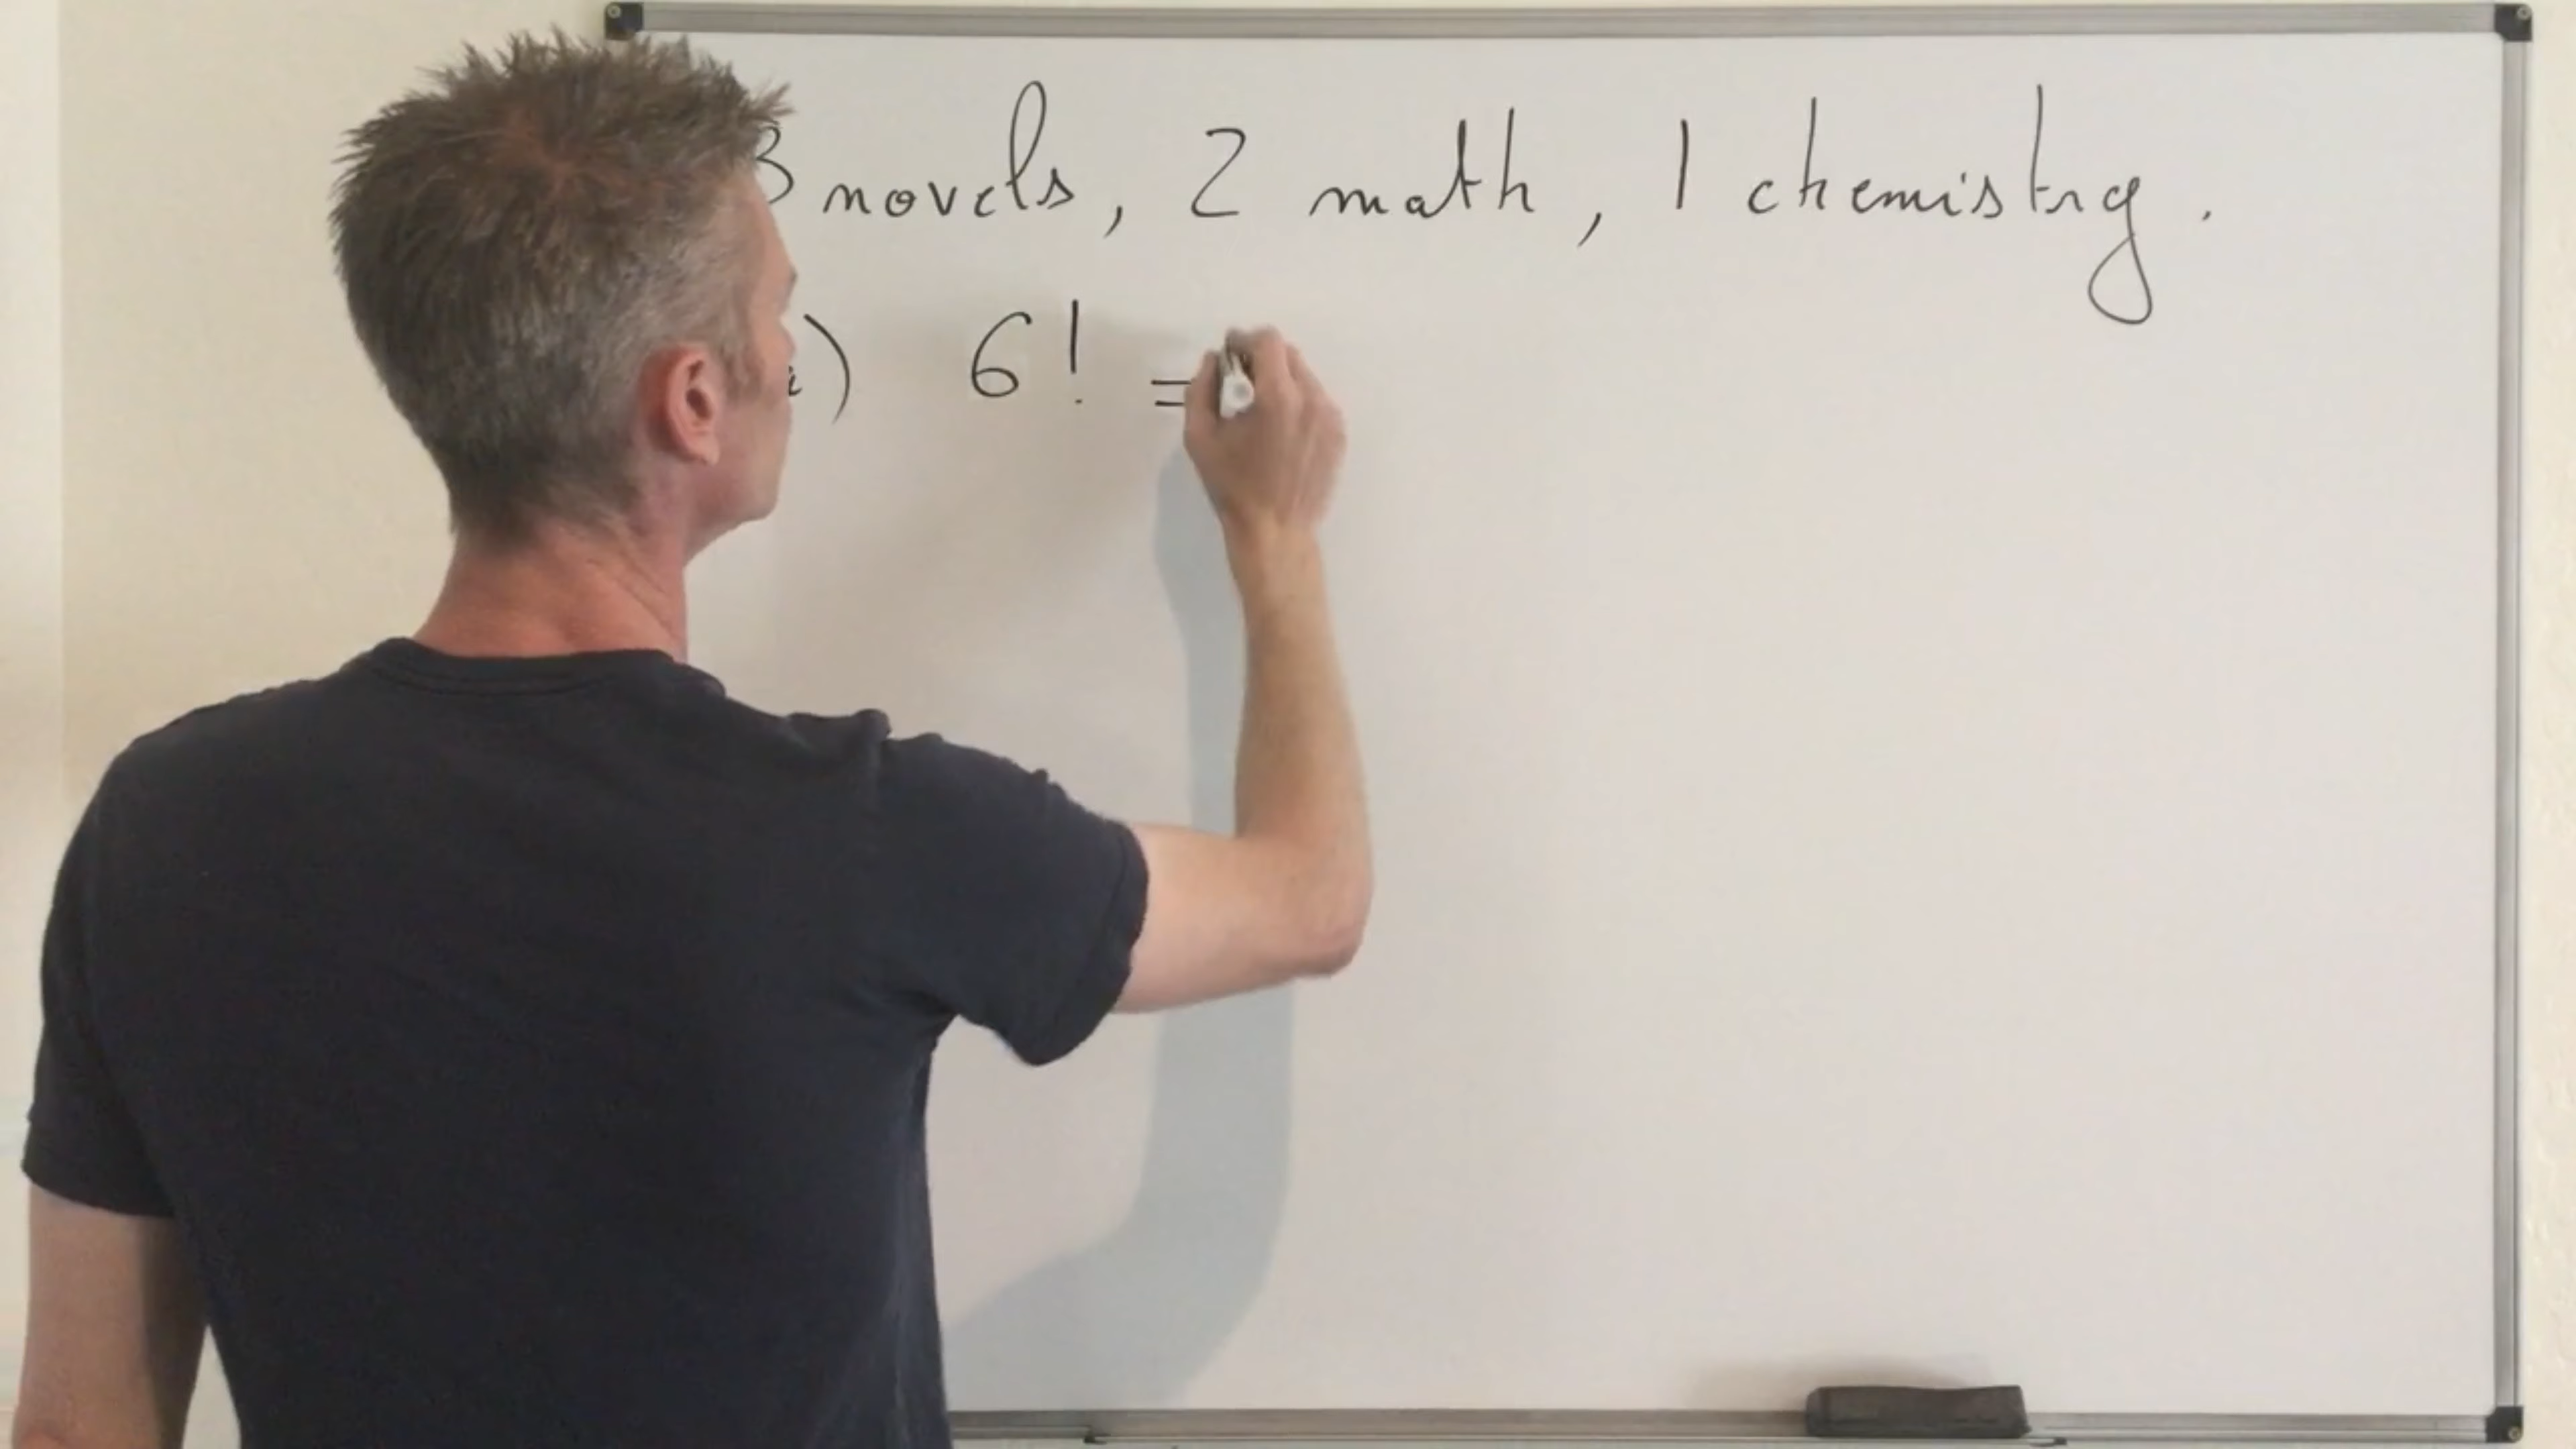 3 novels, 2 math, 1 chemistry.
a) 6! =